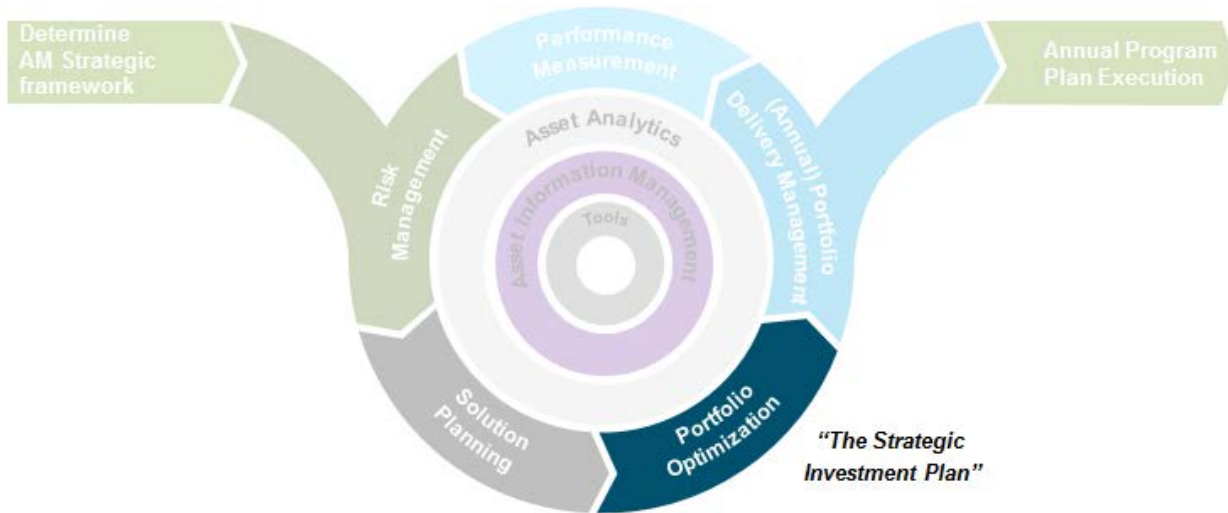 Determine
AM Strategic
framework
Performance
Measurement
Annual Program
Plan Execution
(Annual) Portfolio
Delivery Management
Risk
Management
Asset Analytics
Asset Information Management
Tools
Solution
Planning
Portfolio
Optimization
“The Strategic
Investment Plan”